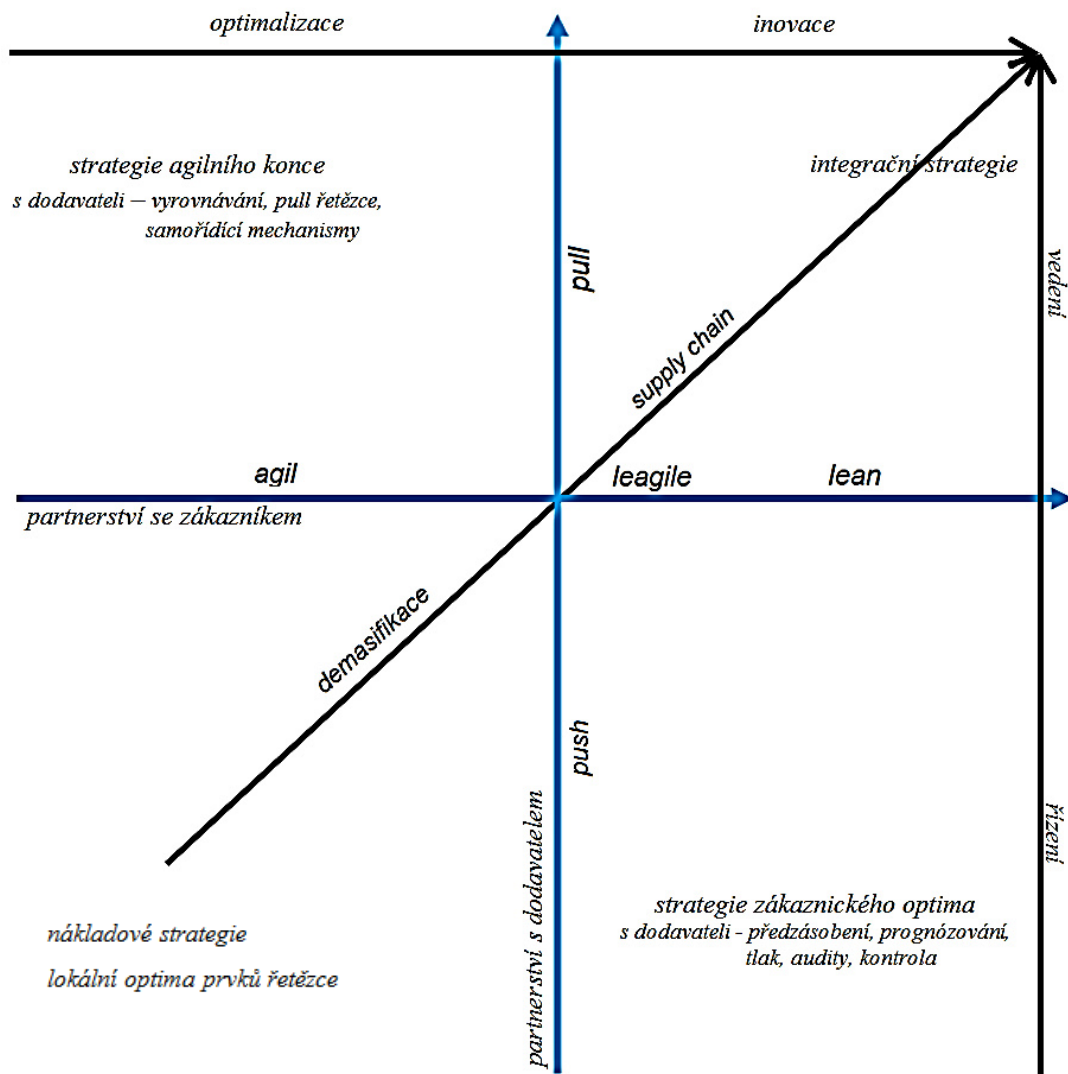 optimalizace
inovace
strategie agilního konce
s dodavateli – vyrovnávání, pull řetězce,
samořídící mechanismy
integrační strategie
pull
vedení
supply chain
agil
leagile
lean
partnerství se zákazníkem
demasifikace
push
partnerství s dodavatelem
řízení
nákladové strategie
lokální optima prvků řetězce
strategie zákaznického optima
s dodavateli - předzásobení, prognózování,
tlak, audity, kontrola